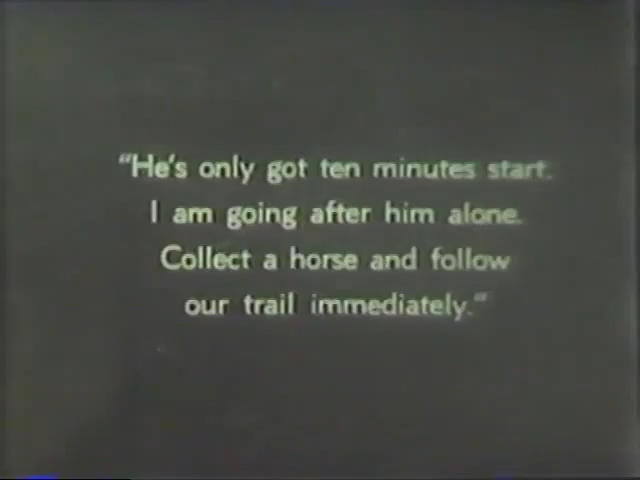 "He's only got ten minutes start.
I am going after him alone.
Collect a horse and follow
our trail immediately."